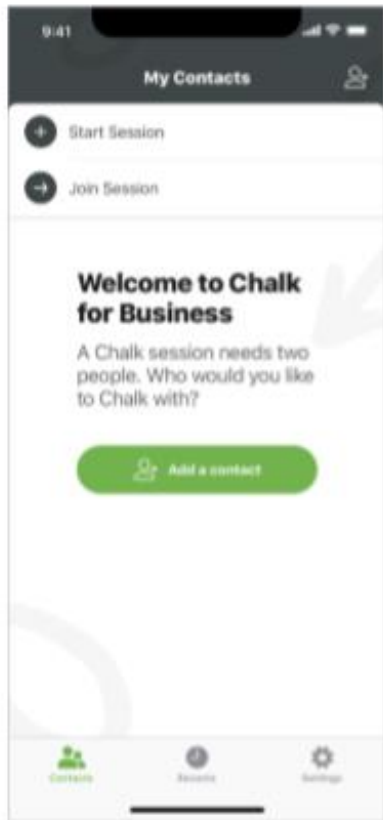 9:41
My Contacts
Start Session
Join Session
Welcome to Chalk
for Business
A Chalk session needs two
people. Who would you like
to Chalk with?
Add a contact
Contacts
Recents
Settings